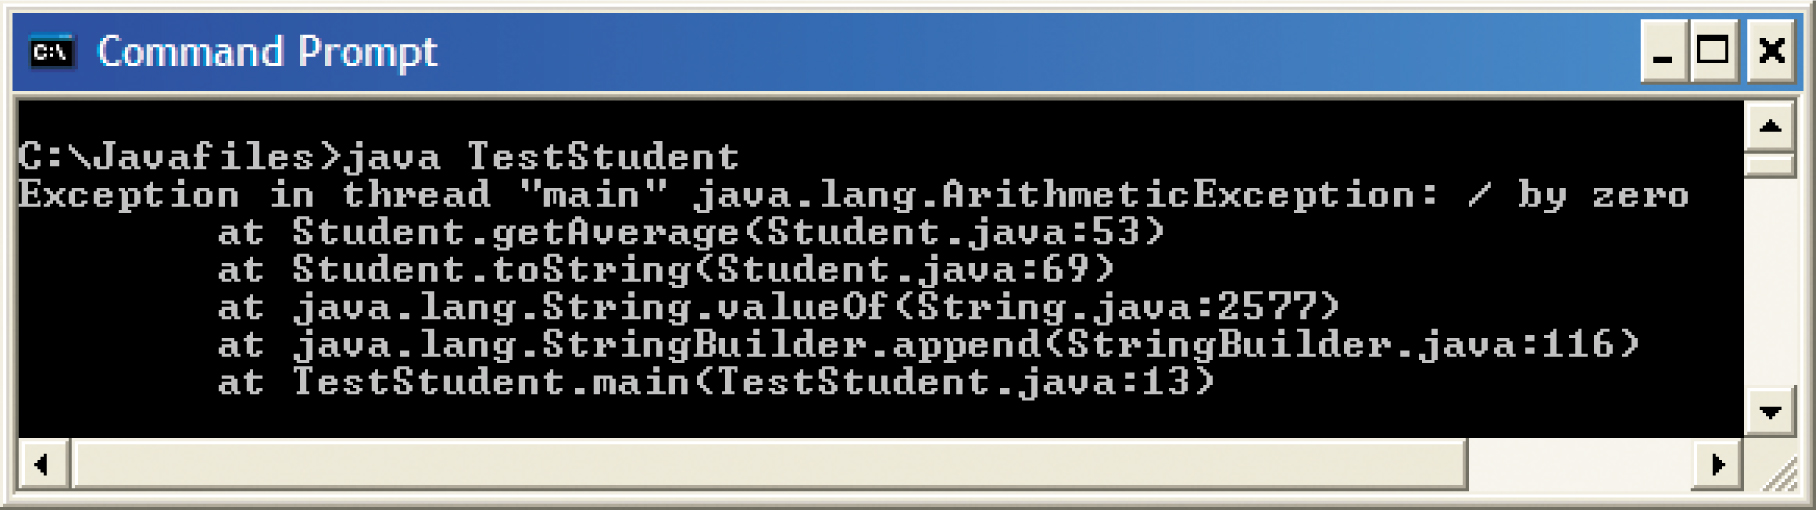 C:\ Command Prompt
C:\Javafiles>java TestStudent
Exception in thread "main" java.lang.ArithmeticException: / by zero
        at Student.getAverage(Student.java:53)
        at Student.toString(Student.java:69)
        at java.lang.String.valueOf(String.java:2577)
        at java.lang.StringBuilder.append(StringBuilder.java:116)
        at TestStudent.main(TestStudent.java:13)